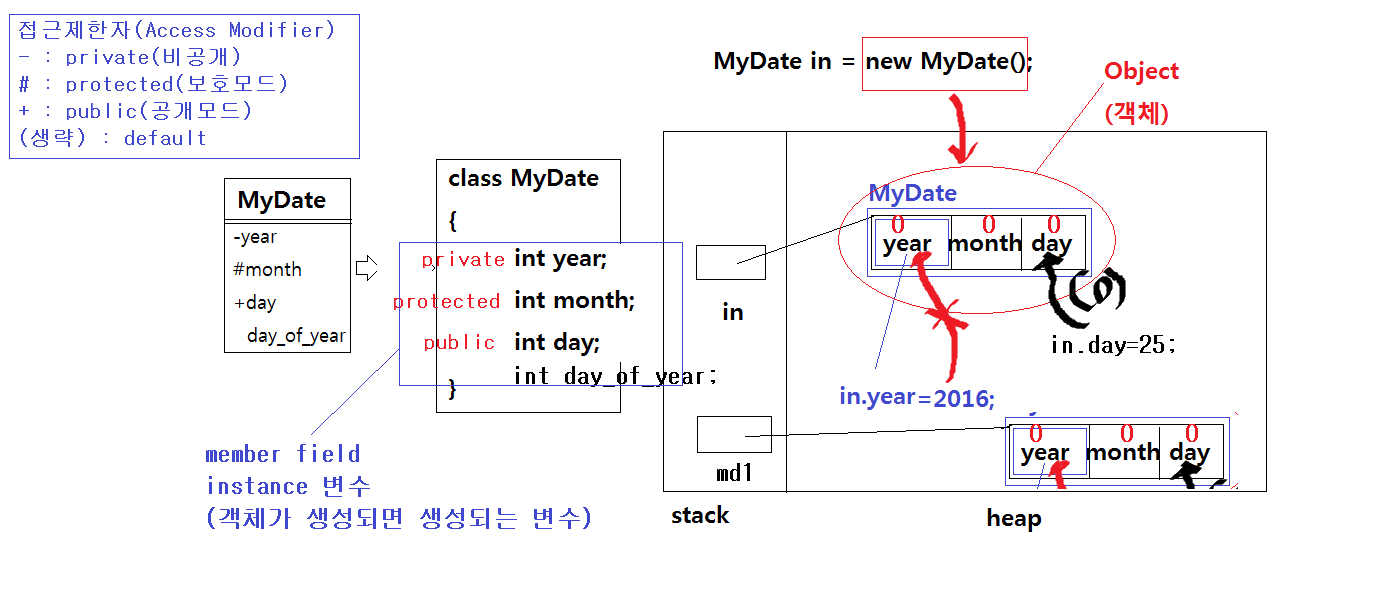 접근제한자(Access Modifier)
- : private(비공개)
# : protected(보호모드)
+ : public(공개모드)
(생략) : default
MyDate
-year
#month
+day
day_of_year
class MyDate
{
private int year;
protected int month;
public int day;
int day_of_year;
}
member field
instance 변수
(객체가 생성되면 생성되는 변수)
MyDate in = new MyDate();
Object
(객체)
MyDate
0 0 0
year month day
(o)
in.day=25;
in.year=2016;
in
0 0 0
year month day
md1
stack
heap